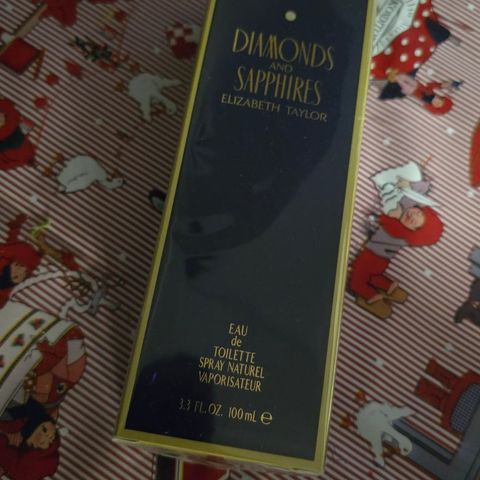 DIAMONDS
AND
SAPPHIRES
ELIZABETH TAYLOR
EAU
de
TOILETTE
SPRAY NATUREL
VAPORISATEUR
3.3 FL.OZ. 100 mL ℮